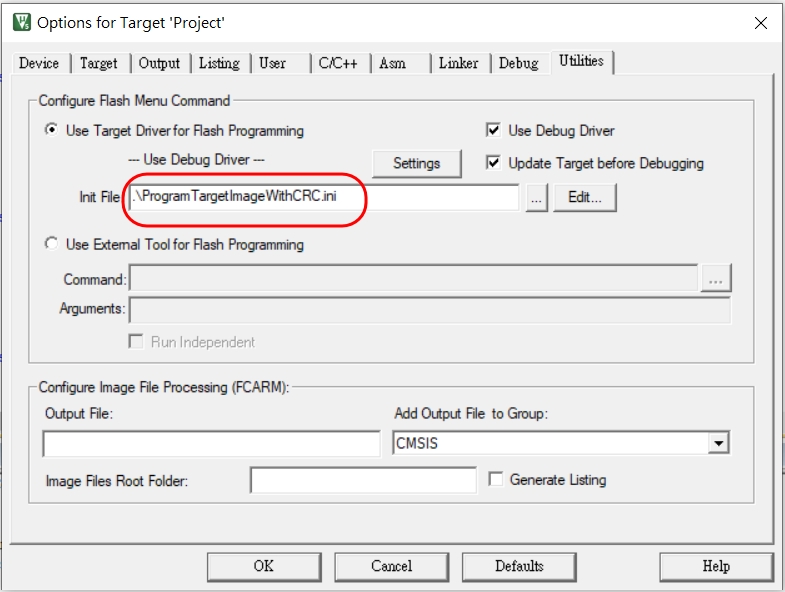 Options for Target 'Project'
Device Target Output Listing User C/C++ Asm Linker Debug Utilities
Configure Flash Menu Command
Use Target Driver for Flash Programming Use Debug Driver
--- Use Debug Driver --- Settings Update Target before Debugging
Init File: .\ProgramTargetImageWithCRC.ini ... Edit...
Use External Tool for Flash Programming
Command: ...
Arguments:
Run Independent
Configure Image File Processing (FCARM):
Output File: Add Output File to Group:
CMSIS
Image Files Root Folder: Generate Listing
OK Cancel Defaults Help